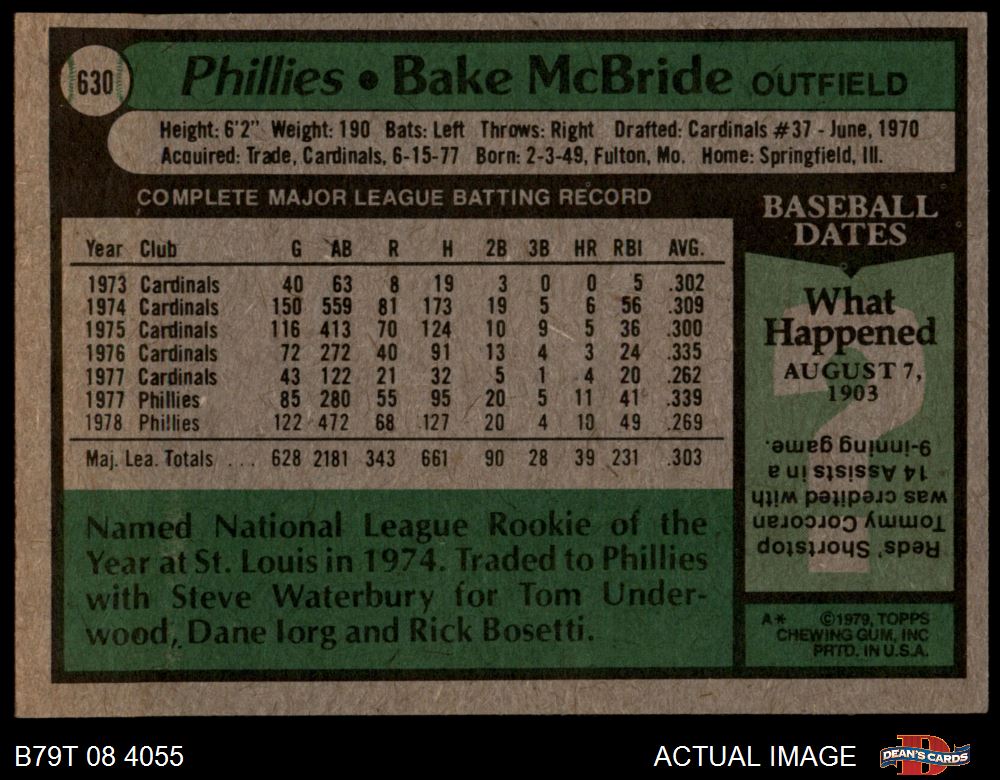 630
Phillies • Bake McBride OUTFIELD
Height: 6'2" Weight: 190 Bats: Left Throws: Right Drafted: Cardinals #37 - June, 1970
Acquired: Trade, Cardinals, 6-15-77 Born: 2-3-49, Fulton, Mo. Home: Springfield, Ill.
COMPLETE MAJOR LEAGUE BATTING RECORD
Year Club G AB R H 2B 3B HR RBI AVG.
1973 Cardinals 40 63 8 19 3 0 0 5 .302
1974 Cardinals 150 559 81 173 19 5 6 56 .309
1975 Cardinals 116 413 70 124 10 9 5 36 .300
1976 Cardinals 72 272 40 91 13 4 3 24 .335
1977 Cardinals 43 122 21 32 5 1 4 20 .262
1977 Phillies 85 280 55 95 20 5 11 41 .339
1978 Phillies 122 472 68 127 20 4 10 49 .269
Maj. Lea. Totals ... 628 2181 343 661 90 28 39 231 .303
Named National League Rookie of the
Year at St. Louis in 1974. Traded to Phillies
with Steve Waterbury for Tom Under-
wood, Dane Iorg and Rick Bosetti.
BASEBALL
DATES
What
Happened
AUGUST 7,
1903
?
Reds' Shortstop
Tommy Corcoran
was credited with
14 Assists in a
9-inning game.
A* ©1979, TOPPS
CHEWING GUM, INC
PRTD. IN U.S.A.
B79T 08 4055
ACTUAL IMAGE
D
DEAN'S CARDS